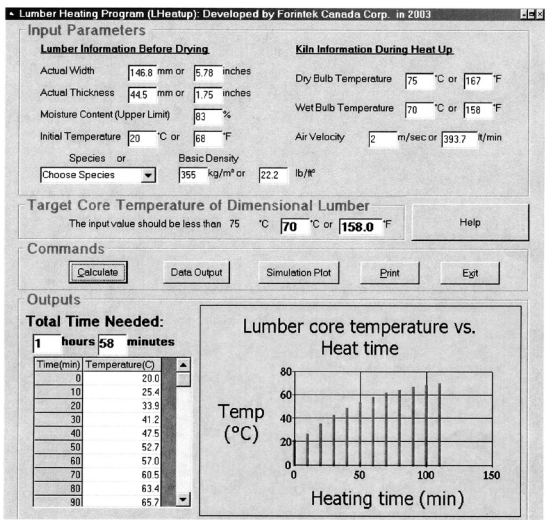 Lumber Heating Program (LHeatup): Developed by Forintek Canada Corp. in 2003
Input Parameters
Lumber Information Before Drying
Actual Width 146.8 mm or 5.78 inches
Actual Thickness 44.5 mm or 1.75 inches
Moisture Content (Upper Limit) 83 %
Initial Temperature 20 °C or 68 °F
Species or Basic Density
Choose Species 355 kg/m³ or 22.2 lb/ft³
Kiln Information During Heat Up
Dry Bulb Temperature 75 °C or 167 °F
Wet Bulb Temperature 70 °C or 158 °F
Air Velocity 2 m/sec or 393.7 ft/min
Target Core Temperature of Dimensional Lumber
The input value should be less than 75 °C 70 °C or 158.0 °F
Help
Commands
Calculate Data Output Simulation Plot Print Exit
Outputs
Total Time Needed:
1 hours 58 minutes
Time(min) Temperature(C)
0 20.0
10 25.4
20 33.9
30 41.2
40 47.5
50 52.7
60 57.0
70 60.5
80 63.4
90 65.7
Lumber core temperature vs.
Heat time
Temp
(°C)
80
60
40
20
0
0 50 100 150
Heating time (min)